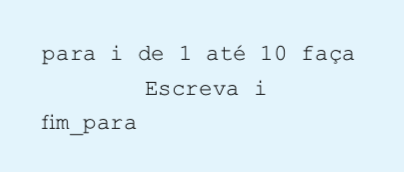 para i de 1 até 10 faça
Escreva i
fim_para